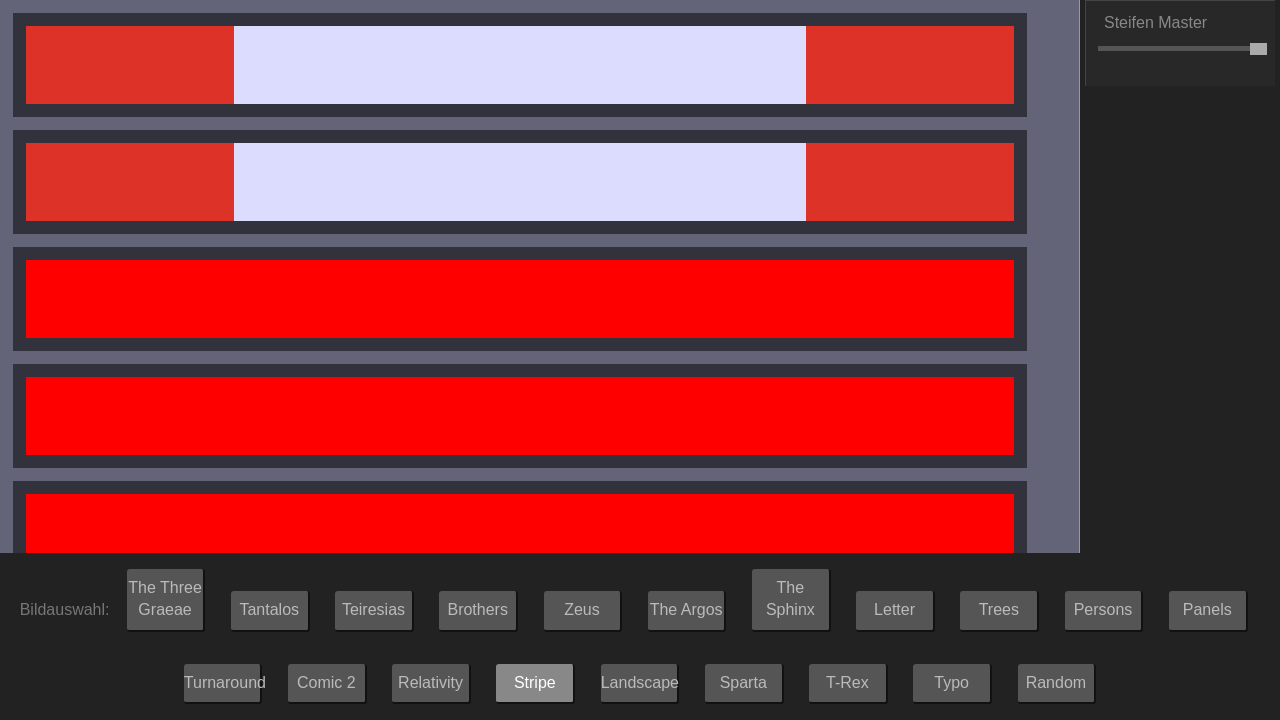 Steifen Master
Bildauswahl:
The Three
Graeae
Tantalos
Teiresias
Brothers
Zeus
The Argos
The
Sphinx
Letter
Trees
Persons
Panels
Turnaround
Comic 2
Relativity
Stripe
Landscape
Sparta
T-Rex
Typo
Random